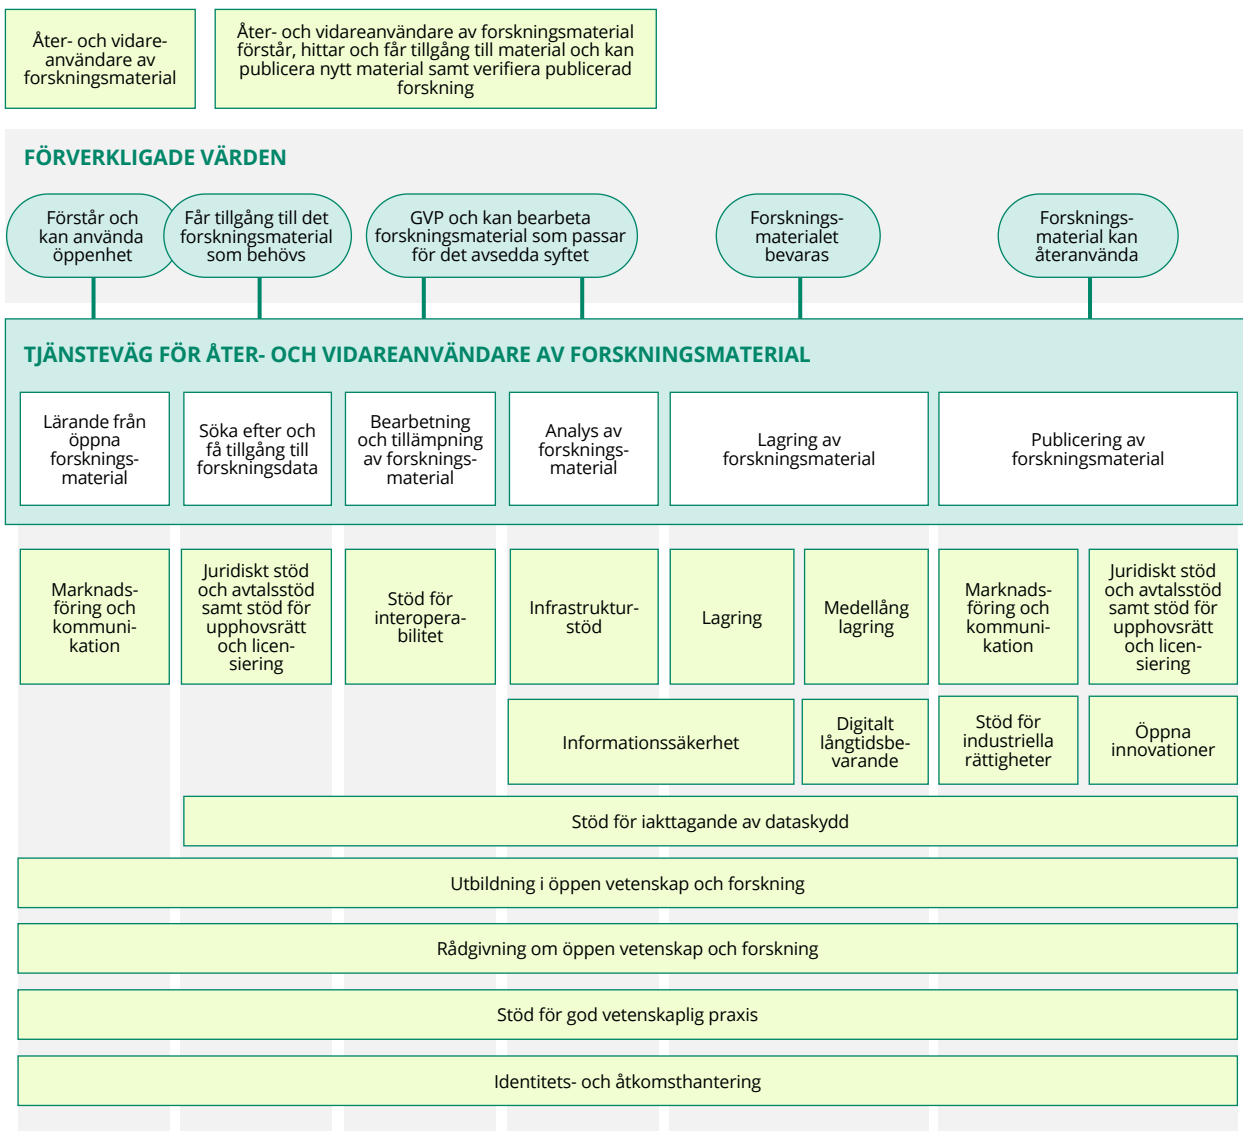 Åter- och vidare-
användare av
forskningsmaterial
Åter- och vidareanvändare av forskningsmaterial
förstår, hittar och får tillgång till material och kan
publicera nytt material samt verifiera publicerad
forskning
FÖRVERKLIGADE VÄRDEN
Förstår och
kan använda
öppenhet
Får tillgång till det
forskningsmaterial
som behövs
GVP och kan bearbeta
forskningsmaterial som passar
för det avsedda syftet
Forsknings-
materialet
bevaras
Forsknings-
material kan
återanvända
TJÄNSTEVÄG FÖR ÅTER- OCH VIDAREANVÄNDARE AV FORSKNINGSMATERIAL
Lärande från
öppna
forsknings-
material
Söka efter och
få tillgång till
forskningsdata
Bearbetning
och tillämpning
av forsknings-
material
Analys av
forsknings-
material
Lagring av
forskningsmaterial
Publicering av
forskningsmaterial
Marknads-
föring och
kommuni-
kation
Juridiskt stöd
och avtalsstöd
samt stöd för
upphovsrätt
och licen-
siering
Stöd för
interopera-
bilitet
Infrastruktur-
stöd
Lagring
Medellång
lagring
Marknads-
föring och
kommuni-
kation
Juridiskt stöd
och avtalsstöd
samt stöd för
upphovsrätt
och licen-
siering
Informationssäkerhet
Digitalt
långtidsbe-
varande
Stöd för
industriella
rättigheter
Öppna
innovationer
Stöd för iakttagande av dataskydd
Utbildning i öppen vetenskap och forskning
Rådgivning om öppen vetenskap och forskning
Stöd för god vetenskaplig praxis
Identitets- och åtkomsthantering